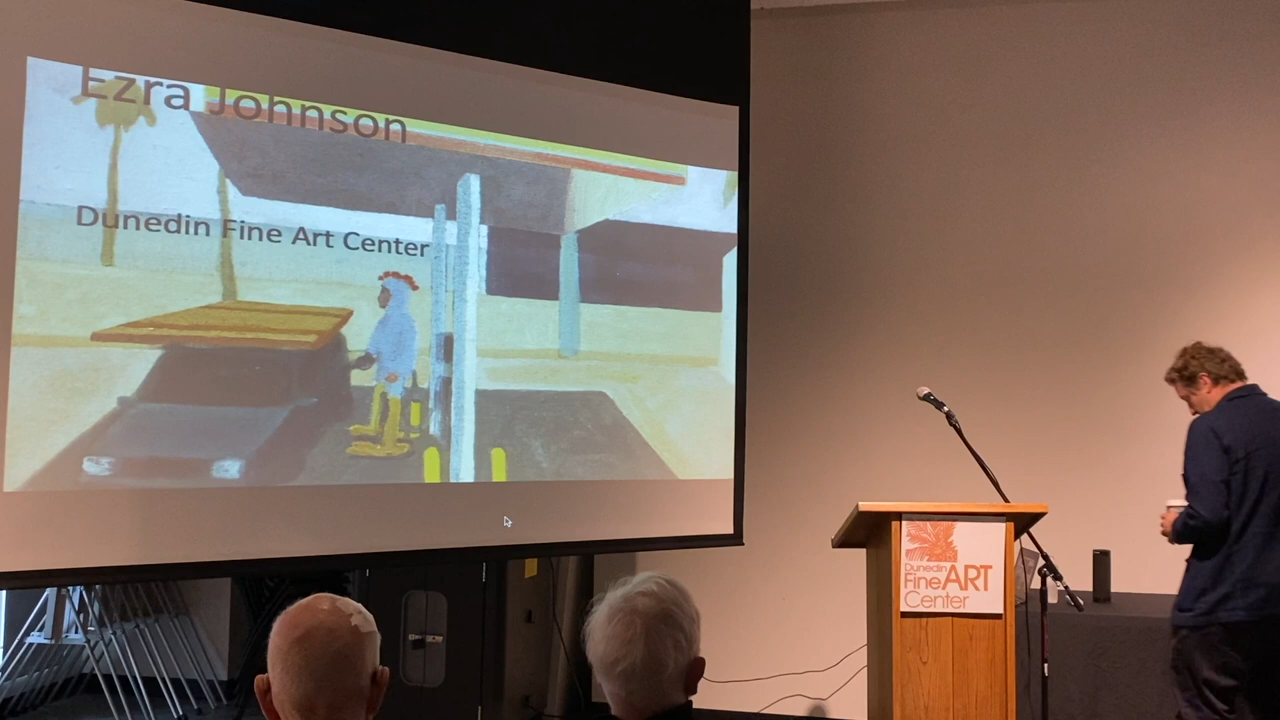 Ezra Johnson
Dunedin Fine Art Center
Dunedin
Fine ART
Center